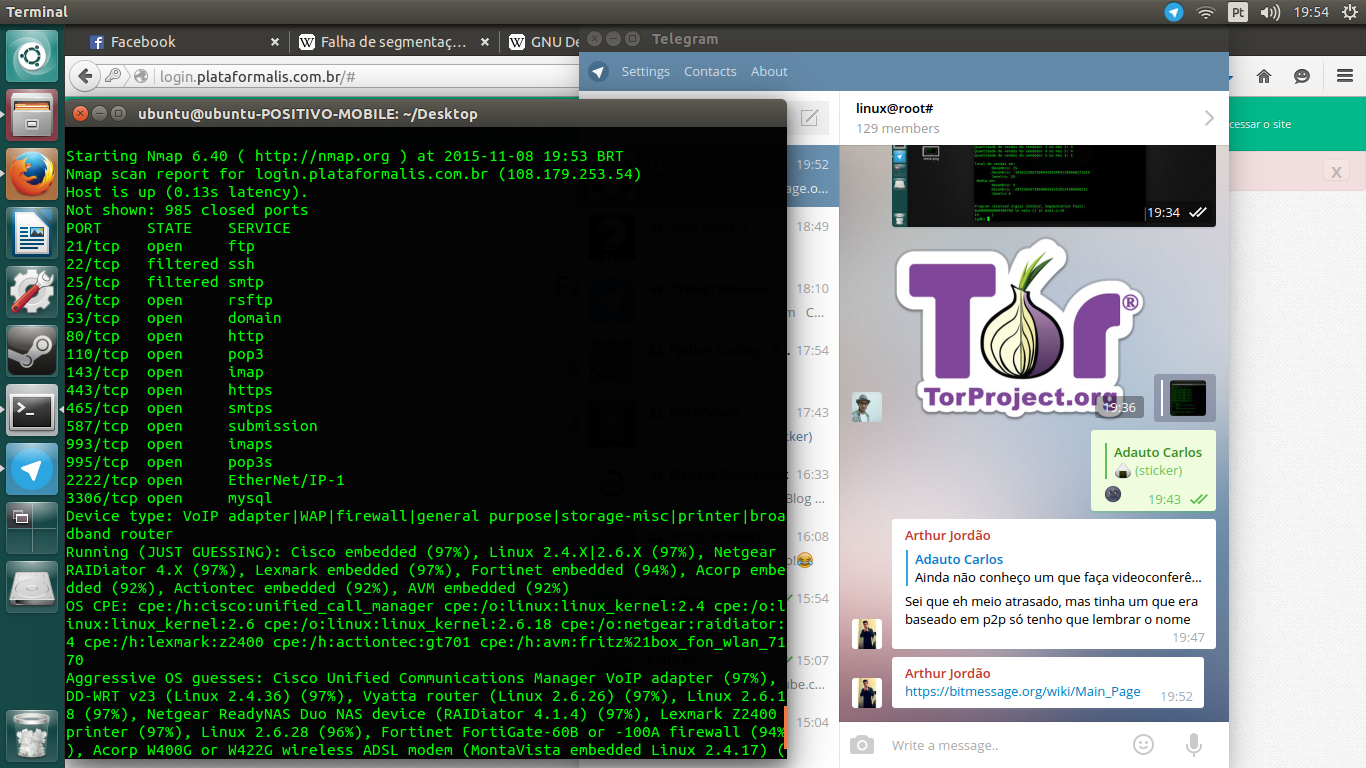 Terminal
Pt
19:54
Facebook
Falha de segmentaç...
GNU De
Telegram
login.plataformalis.com.br/#
Settings Contacts About
cessar o site
ubuntu@ubuntu-POSITIVO-MOBILE: ~/Desktop
Starting Nmap 6.40 ( http://nmap.org ) at 2015-11-08 19:53 BRT
Nmap scan report for login.plataformalis.com.br (108.179.253.54)
Host is up (0.13s latency).
Not shown: 985 closed ports
PORT STATE SERVICE
21/tcp open ftp
22/tcp filtered ssh
25/tcp filtered smtp
26/tcp open rsftp
53/tcp open domain
80/tcp open http
110/tcp open pop3
143/tcp open imap
443/tcp open https
465/tcp open smtps
587/tcp open submission
993/tcp open imaps
995/tcp open pop3s
2222/tcp open EtherNet/IP-1
3306/tcp open mysql
Device type: VoIP adapter|WAP|firewall|general purpose|storage-misc|printer|broa
dband router
Running (JUST GUESSING): Cisco embedded (97%), Linux 2.4.X|2.6.X (97%), Netgear
RAIDiator 4.X (97%), Lexmark embedded (97%), Fortinet embedded (94%), Acorp embe
dded (92%), Actiontec embedded (92%), AVM embedded (92%)
OS CPE: cpe:/h:cisco:unified_call_manager cpe:/o:linux:linux_kernel:2.4 cpe:/o:l
inux:linux_kernel:2.6 cpe:/o:linux:linux_kernel:2.6.18 cpe:/o:netgear:raidiator:
4 cpe:/h:lexmark:z2400 cpe:/h:actiontec:gt701 cpe:/h:avm:fritz%21box_fon_wlan_71
70
Aggressive OS guesses: Cisco Unified Communications Manager VoIP adapter (97%),
DD-WRT v23 (Linux 2.4.36) (97%), Vyatta router (Linux 2.6.26) (97%), Linux 2.6.1
8 (97%), Netgear ReadyNAS Duo NAS device (RAIDiator 4.1.4) (97%), Lexmark Z2400
printer (97%), Linux 2.6.28 (96%), Fortinet FortiGate-60B or -100A firewall (94%
), Acorp W400G or W422G wireless ADSL modem (MontaVista embedded Linux 2.4.17) (
19:52
age.o...
18:49
18:10
m C...
17:54
17:43
cker)
16:33
Blog ...
16:08
15:54
15:07
ube.c...
15:04
linux@root#
129 members
X
19:34
Tor®
TorProject.org
19:36
Adauto Carlos
(sticker)
19:43
Arthur Jordão
Adauto Carlos
Ainda não conheço um que faça videoconferê...
Sei que eh meio atrasado, mas tinha um que era
baseado em p2p só tenho que lembrar o nome
19:47
Arthur Jordão
https://bitmessage.org/wiki/Main_Page
19:52
Write a message..